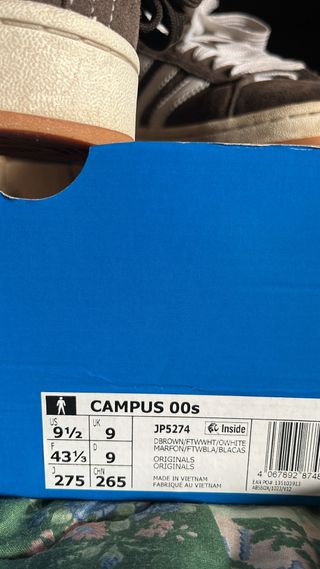 CAMPUS 00s
US 9½ UK 9
F 43⅓ D 9
J 275 CHN 265
JP5274 Inside
DBROWN/FTWWHT/OWHITE
MARFON/FTWBLA/BLACAS
ORIGINALS
ORIGINALS
MADE IN VIETNAM
FABRIQUÉ AU VIETNAM
4 067892 8748